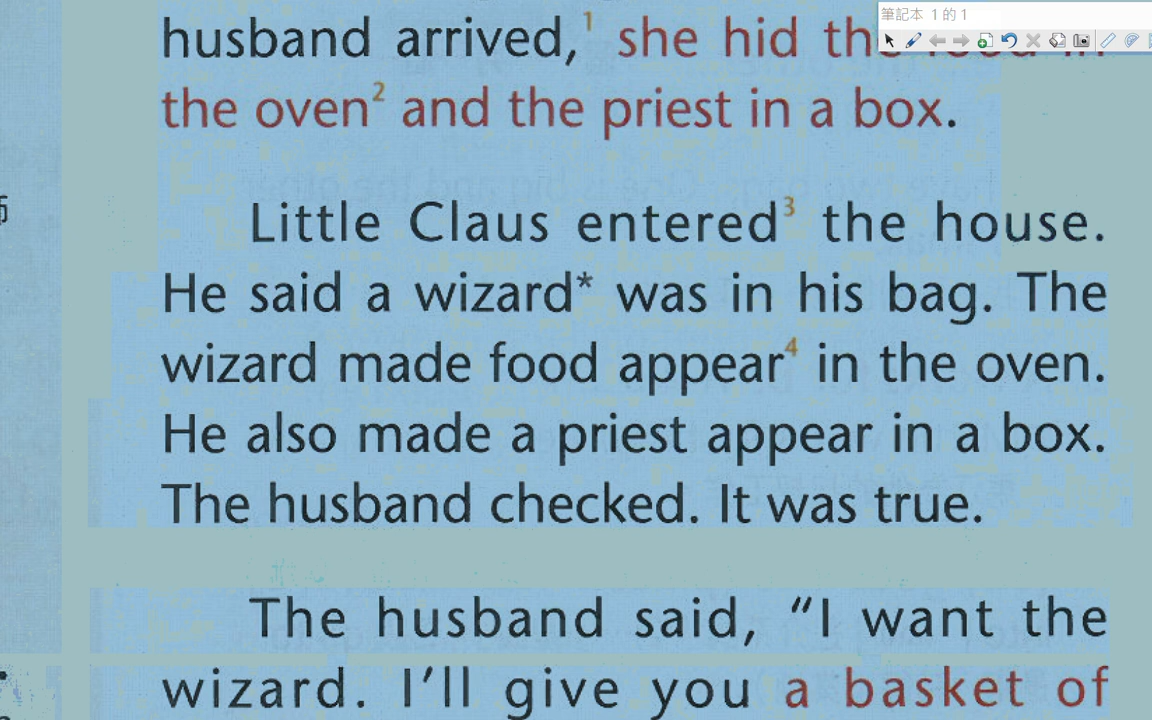 筆記本 1 的 1
husband arrived,¹ she hid the food in
the oven² and the priest in a box.
師
Little Claus entered³ the house.
He said a wizard* was in his bag. The
wizard made food appear⁴ in the oven.
He also made a priest appear in a box.
The husband checked. It was true.
The husband said, “I want the
wizard. I’ll give you a basket of